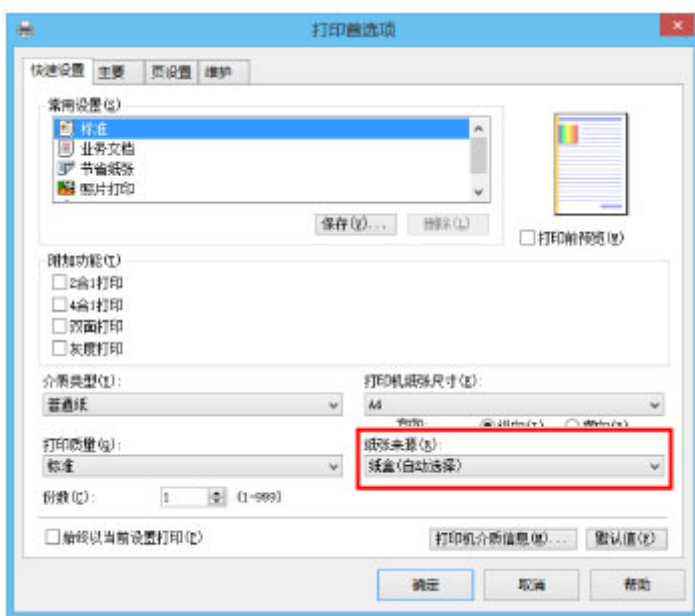 打印首选项
快速设置 主要 页设置 维护
常用设置(S)
标准
业务文档
节省纸张
照片打印
保存(V)... 删除(L)
打印前预览(W)
附加功能(T)
2合1打印
4合1打印
双面打印
灰度打印
介质类型(I): 打印机纸张尺寸(E):
普通纸 A4
方向: 纵向(I) 横向(A)
打印质量(Q): 纸张来源(R):
标准 纸盒(自动选择)
份数(C): 1 (1-999)
始终以当前设置打印(P)
打印机介质信息(M)... 默认值(F)
确定 取消 帮助